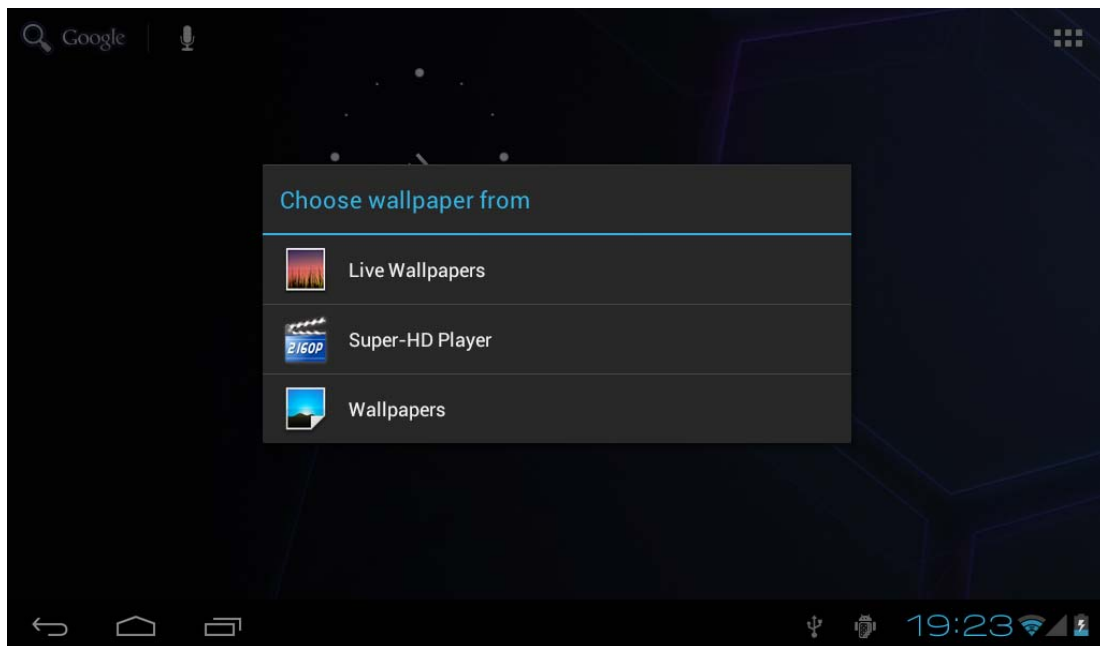 Google
Choose wallpaper from
Live Wallpapers
2160P
Super-HD Player
Wallpapers
19:23